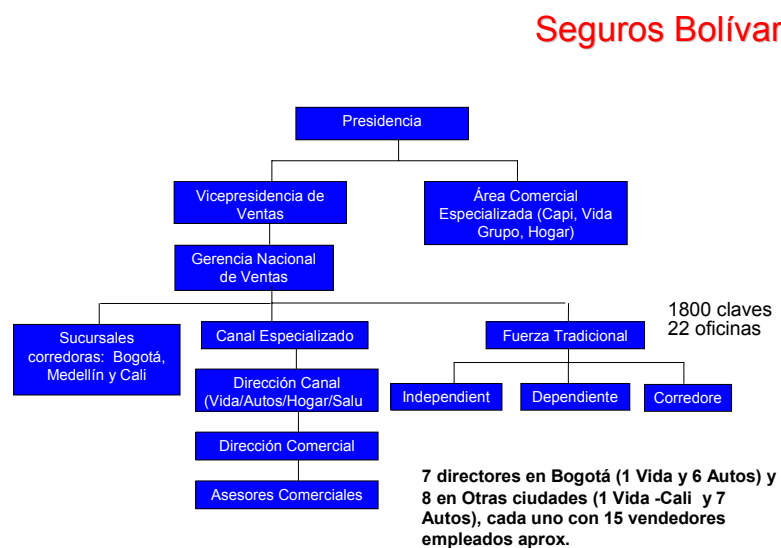 Seguros Bolívar
Presidencia
Vicepresidencia de
Ventas
Área Comercial
Especializada (Capi, Vida
Grupo, Hogar)
Gerencia Nacional
de Ventas
1800 claves
22 oficinas
Sucursales
corredoras: Bogotá,
Medellín y Cali
Canal Especializado
Fuerza Tradicional
Dirección Canal
(Vida/Autos/Hogar/Salu
Independient
Dependiente
Corredore
Dirección Comercial
Asesores Comerciales
7 directores en Bogotá (1 Vida y 6 Autos) y
8 en Otras ciudades (1 Vida -Cali y 7
Autos), cada uno con 15 vendedores
empleados aprox.